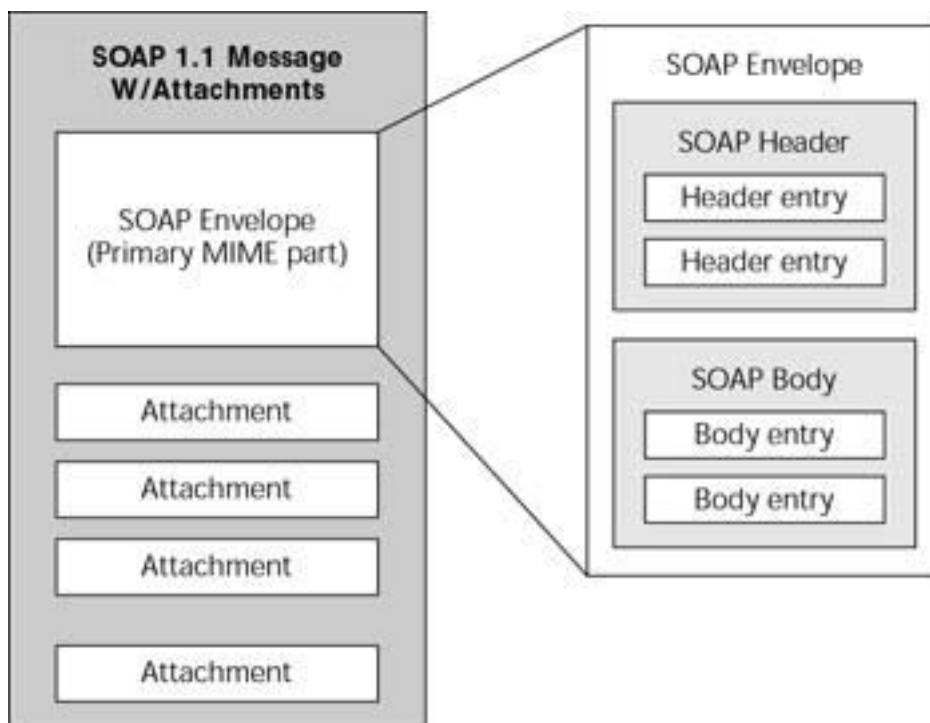 SOAP 1.1 Message
W/Attachments
SOAP Envelope
(Primary MIME part)
Attachment
Attachment
Attachment
Attachment
SOAP Envelope
SOAP Header
Header entry
Header entry
SOAP Body
Body entry
Body entry